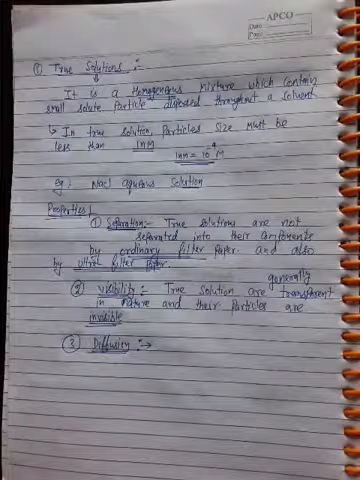 APCO
Date
Page
① True Solutions :-
It is a Homogeneous mixture which contain
small solute Particle dispersed throughout a solvent
↳ In true solution, Particles size must be
less than 1nm
1nm = 10⁻⁹ M
eg: Nacl aqueous Solution
Properties
① Separation:- True solutions are not
separated into their Components
by ordinary filter Paper and also
by ultra filter Paper.
generally
② visibility :- True Solution are transparent
in nature and their Particles are
invisible
③ Diffusion :→